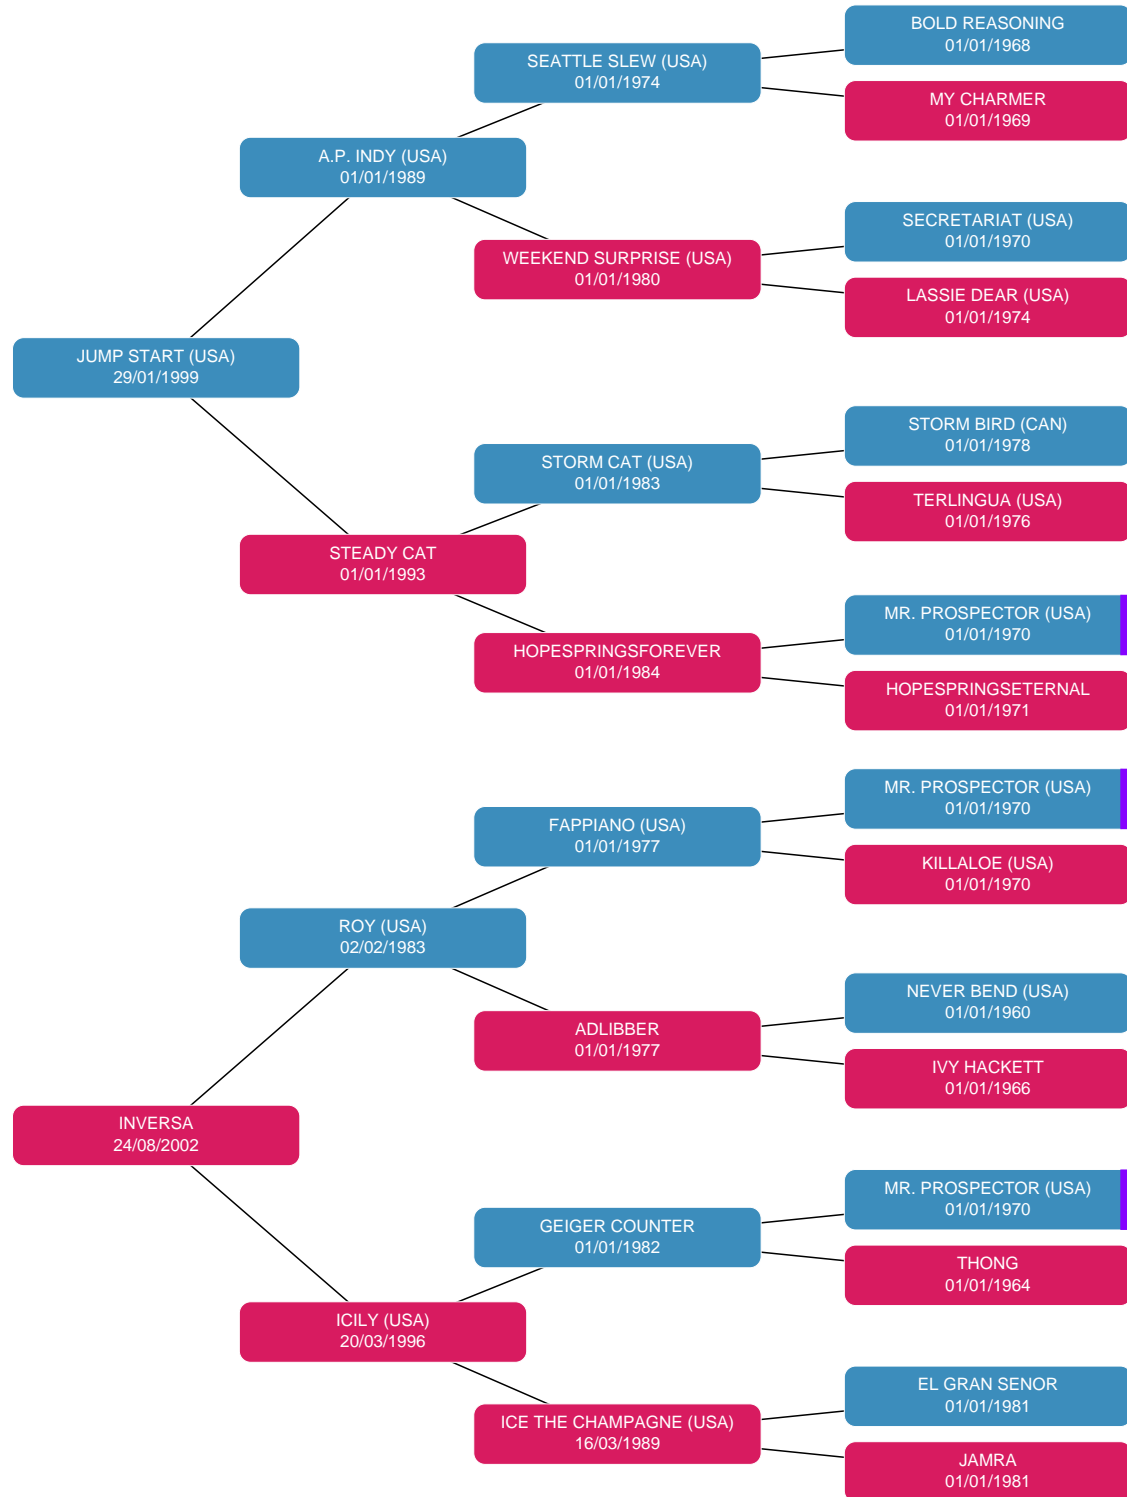 BOLD REASONING
01/01/1968
SEATTLE SLEW (USA)
01/01/1974
MY CHARMER
01/01/1969
A.P. INDY (USA)
01/01/1989
SECRETARIAT (USA)
01/01/1970
WEEKEND SURPRISE (USA)
01/01/1980
LASSIE DEAR (USA)
01/01/1974
JUMP START (USA)
29/01/1999
STORM BIRD (CAN)
01/01/1978
STORM CAT (USA)
01/01/1983
TERLINGUA (USA)
01/01/1976
STEADY CAT
01/01/1993
MR. PROSPECTOR (USA)
01/01/1970
HOPESPRINGSFOREVER
01/01/1984
HOPESPRINGSETERNAL
01/01/1971
MR. PROSPECTOR (USA)
01/01/1970
FAPPIANO (USA)
01/01/1977
KILLALOE (USA)
01/01/1970
ROY (USA)
02/02/1983
NEVER BEND (USA)
01/01/1960
ADLIBBER
01/01/1977
IVY HACKETT
01/01/1966
INVERSA
24/08/2002
MR. PROSPECTOR (USA)
01/01/1970
GEIGER COUNTER
01/01/1982
THONG
01/01/1964
ICILY (USA)
20/03/1996
EL GRAN SENOR
01/01/1981
ICE THE CHAMPAGNE (USA)
16/03/1989
JAMRA
01/01/1981